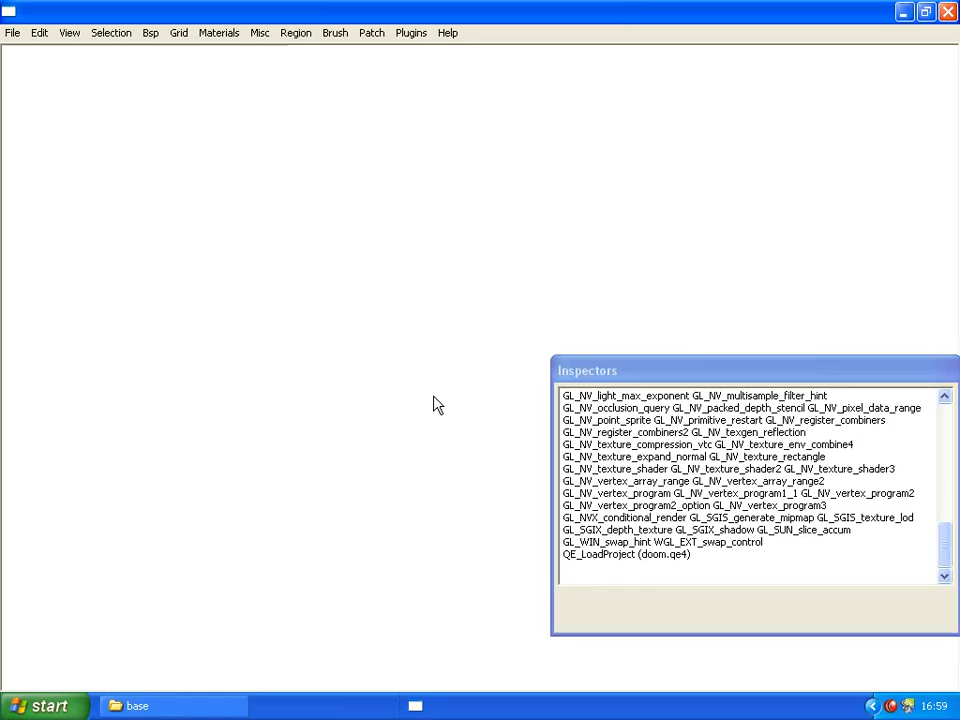 File Edit View Selection Bsp Grid Materials Misc Region Brush Patch Plugins Help
Inspectors
GL_NV_light_max_exponent GL_NV_multisample_filter_hint
GL_NV_occlusion_query GL_NV_packed_depth_stencil GL_NV_pixel_data_range
GL_NV_point_sprite GL_NV_primitive_restart GL_NV_register_combiners
GL_NV_register_combiners2 GL_NV_texgen_reflection
GL_NV_texture_compression_vtc GL_NV_texture_env_combine4
GL_NV_texture_expand_normal GL_NV_texture_rectangle
GL_NV_texture_shader GL_NV_texture_shader2 GL_NV_texture_shader3
GL_NV_vertex_array_range GL_NV_vertex_array_range2
GL_NV_vertex_program GL_NV_vertex_program1_1 GL_NV_vertex_program2
GL_NV_vertex_program2_option GL_NV_vertex_program3
GL_NVX_conditional_render GL_SGIS_generate_mipmap GL_SGIS_texture_lod
GL_SGIX_depth_texture GL_SGIX_shadow GL_SUN_slice_accum
GL_WIN_swap_hint WGL_EXT_swap_control
QE_LoadProject (doom.qe4)
start base 16:59